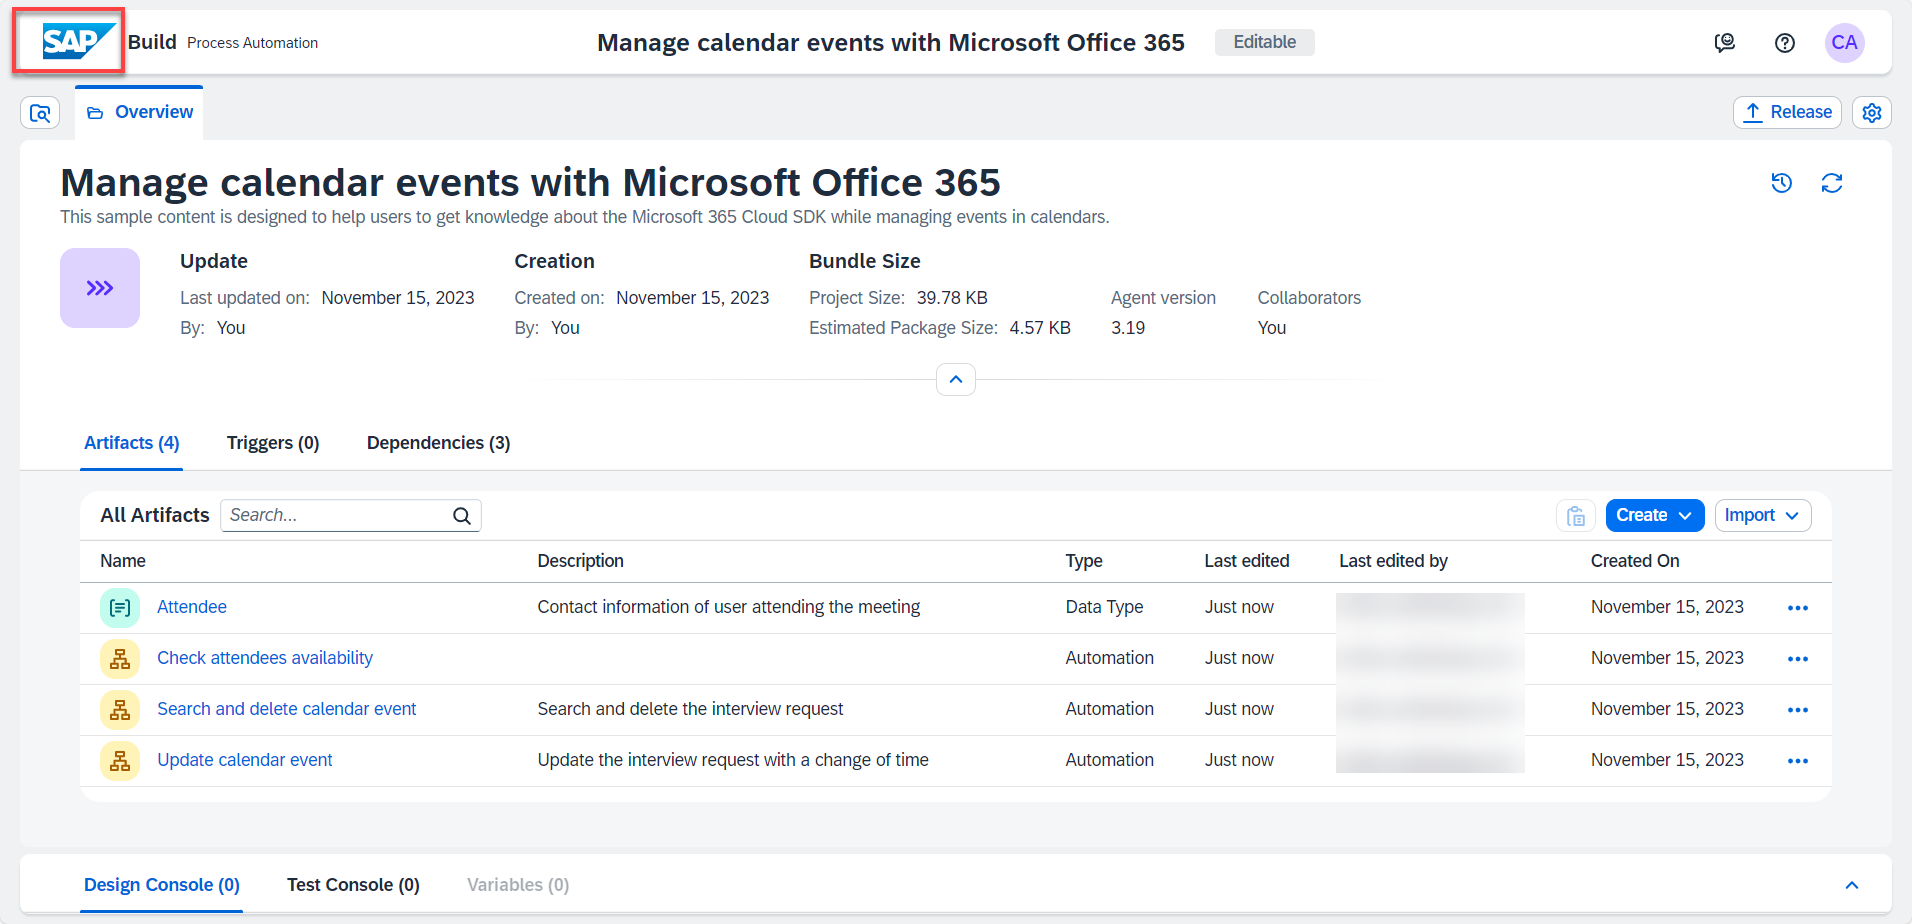 SAP Build Process Automation Manage calendar events with Microsoft Office 365 Editable CA
Overview Release
Manage calendar events with Microsoft Office 365
This sample content is designed to help users to get knowledge about the Microsoft 365 Cloud SDK while managing events in calendars.
Update Creation Bundle Size
Last updated on: November 15, 2023 Created on: November 15, 2023 Project Size: 39.78 KB Agent version Collaborators
By: You By: You Estimated Package Size: 4.57 KB 3.19 You
Artifacts (4) Triggers (0) Dependencies (3)
All Artifacts Search... Create Import
Name Description Type Last edited Last edited by Created On
Attendee Contact information of user attending the meeting Data Type Just now November 15, 2023
Check attendees availability Automation Just now November 15, 2023
Search and delete calendar event Search and delete the interview request Automation Just now November 15, 2023
Update calendar event Update the interview request with a change of time Automation Just now November 15, 2023
Design Console (0) Test Console (0) Variables (0)